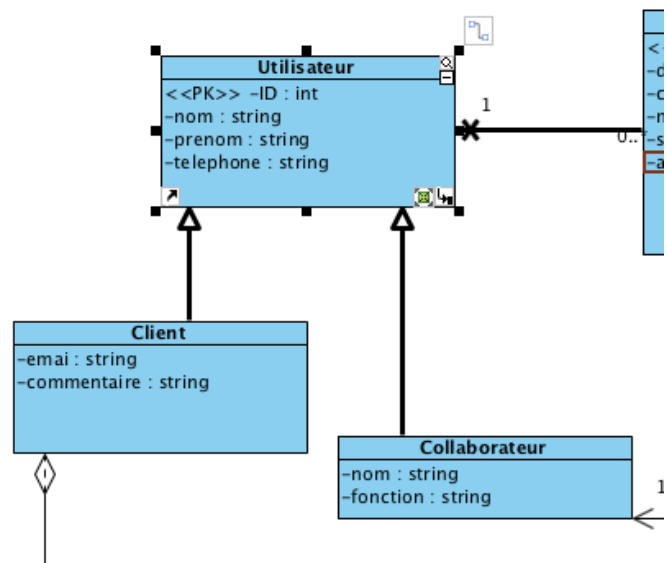 Utilisateur
<<PK>> -ID : int
-nom : string
-prenom : string
-telephone : string
1
0..
<
-d
-c
-n
-s
-a
Client
-emai : string
-commentaire : string
Collaborateur
-nom : string
-fonction : string
1